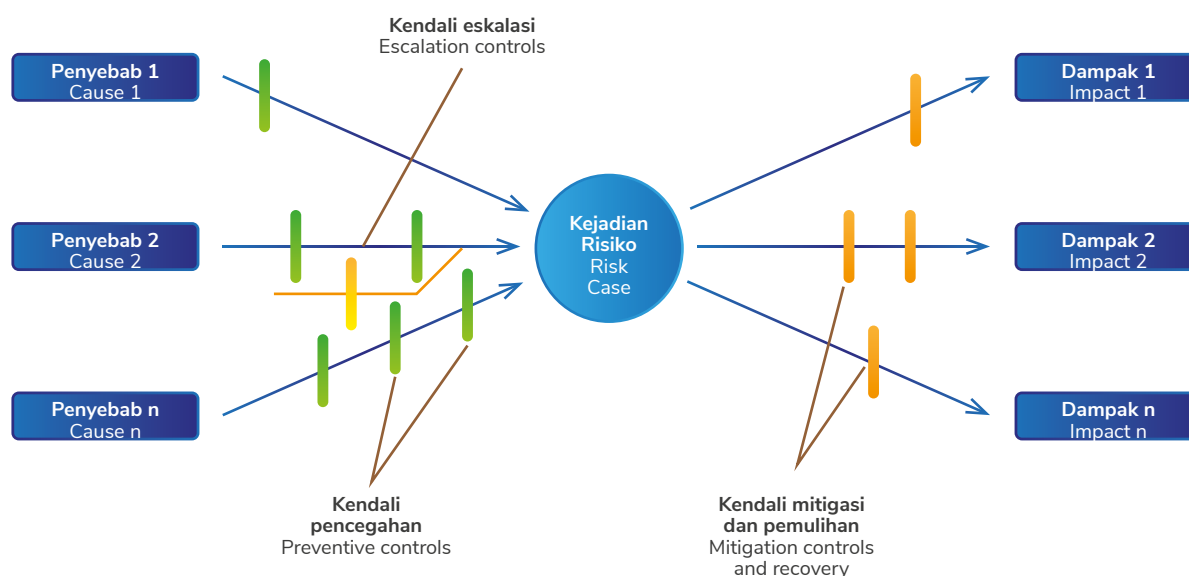 Kendali eskalasi
Escalation controls
Penyebab 1
Cause 1
Dampak 1
Impact 1
Penyebab 2
Cause 2
Kejadian
Risiko
Risk
Case
Dampak 2
Impact 2
Penyebab n
Cause n
Dampak n
Impact n
Kendali
pencegahan
Preventive controls
Kendali mitigasi
dan pemulihan
Mitigation controls
and recovery